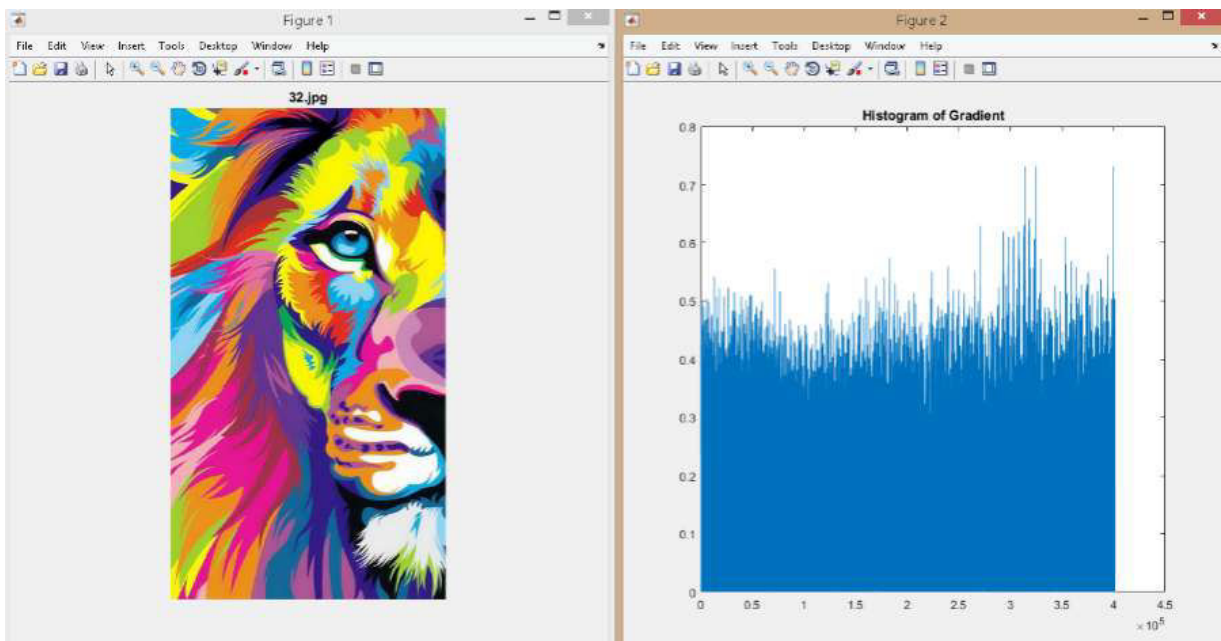 Figure 1
File Edit View Insert Tools Desktop Window Help
32.jpg
Figure 2
File Edit View Insert Tools Desktop Window Help
Histogram of Gradient
0.8
0.7
0.6
0.5
0.4
0.3
0.2
0.1
0
0 0.5 1 1.5 2 2.5 3 3.5 4 4.5
× 10^5